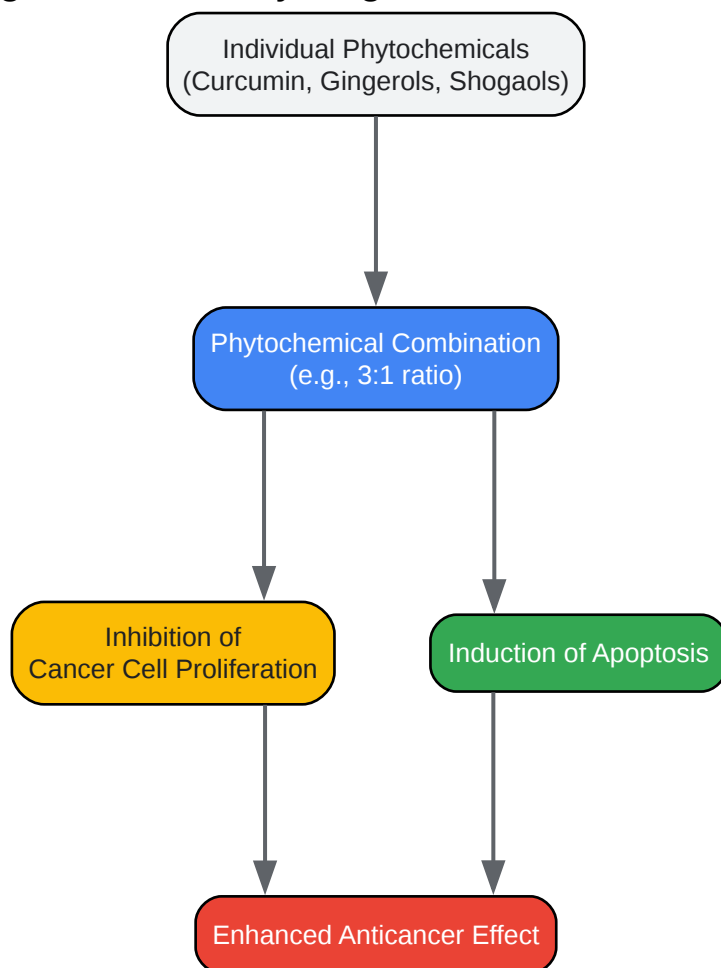 Individual Phytochemicals
(Curcumin, Gingerols, Shogaols)
Phytochemical Combination
(e.g., 3:1 ratio)
Inhibition of
Cancer Cell Proliferation
Induction of Apoptosis
Enhanced Anticancer Effect